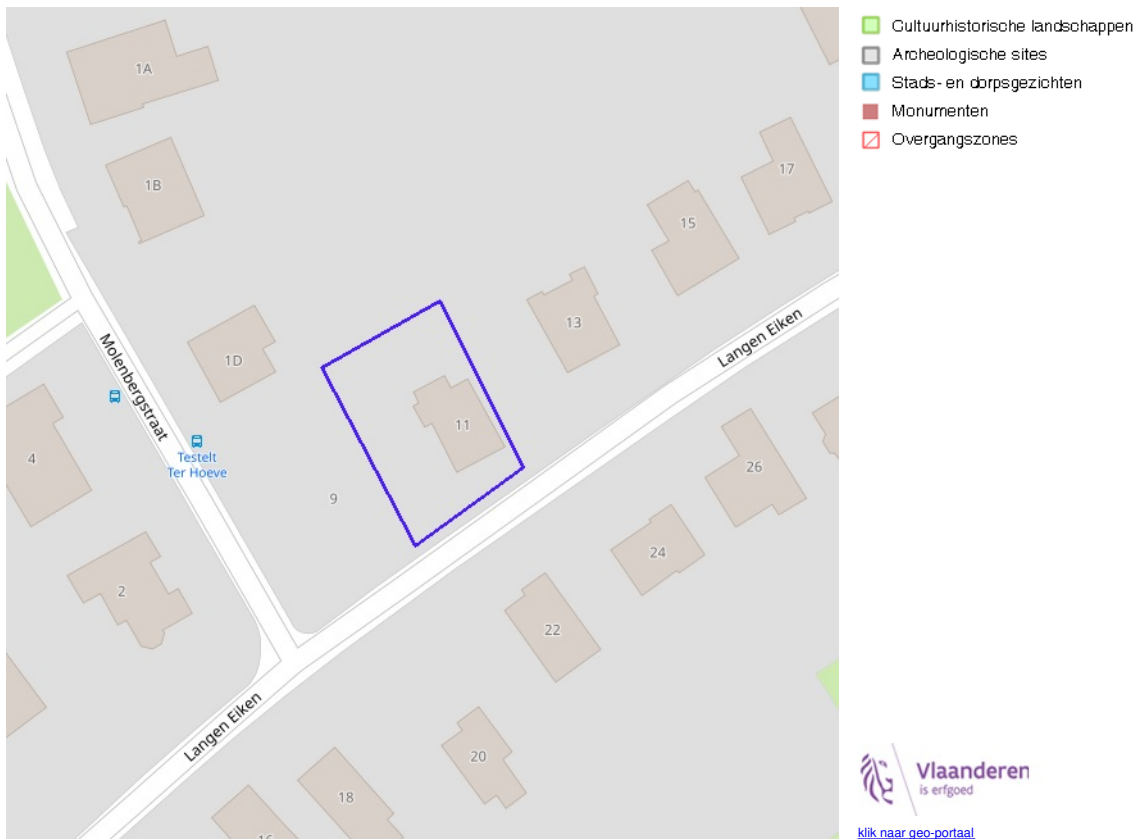 1A
1B
1D
Molenbergstraat
Testelt
Ter Hoeve
4
2
9
11
13
15
17
Langen Eiken
Langen Eiken
26
24
22
20
18
16
Cultuurhistorische landschappen
Archeologische sites
Stads- en dorpsgezichten
Monumenten
Overgangszones
Vlaanderen
is erfgoed
klik naar geo-portaal